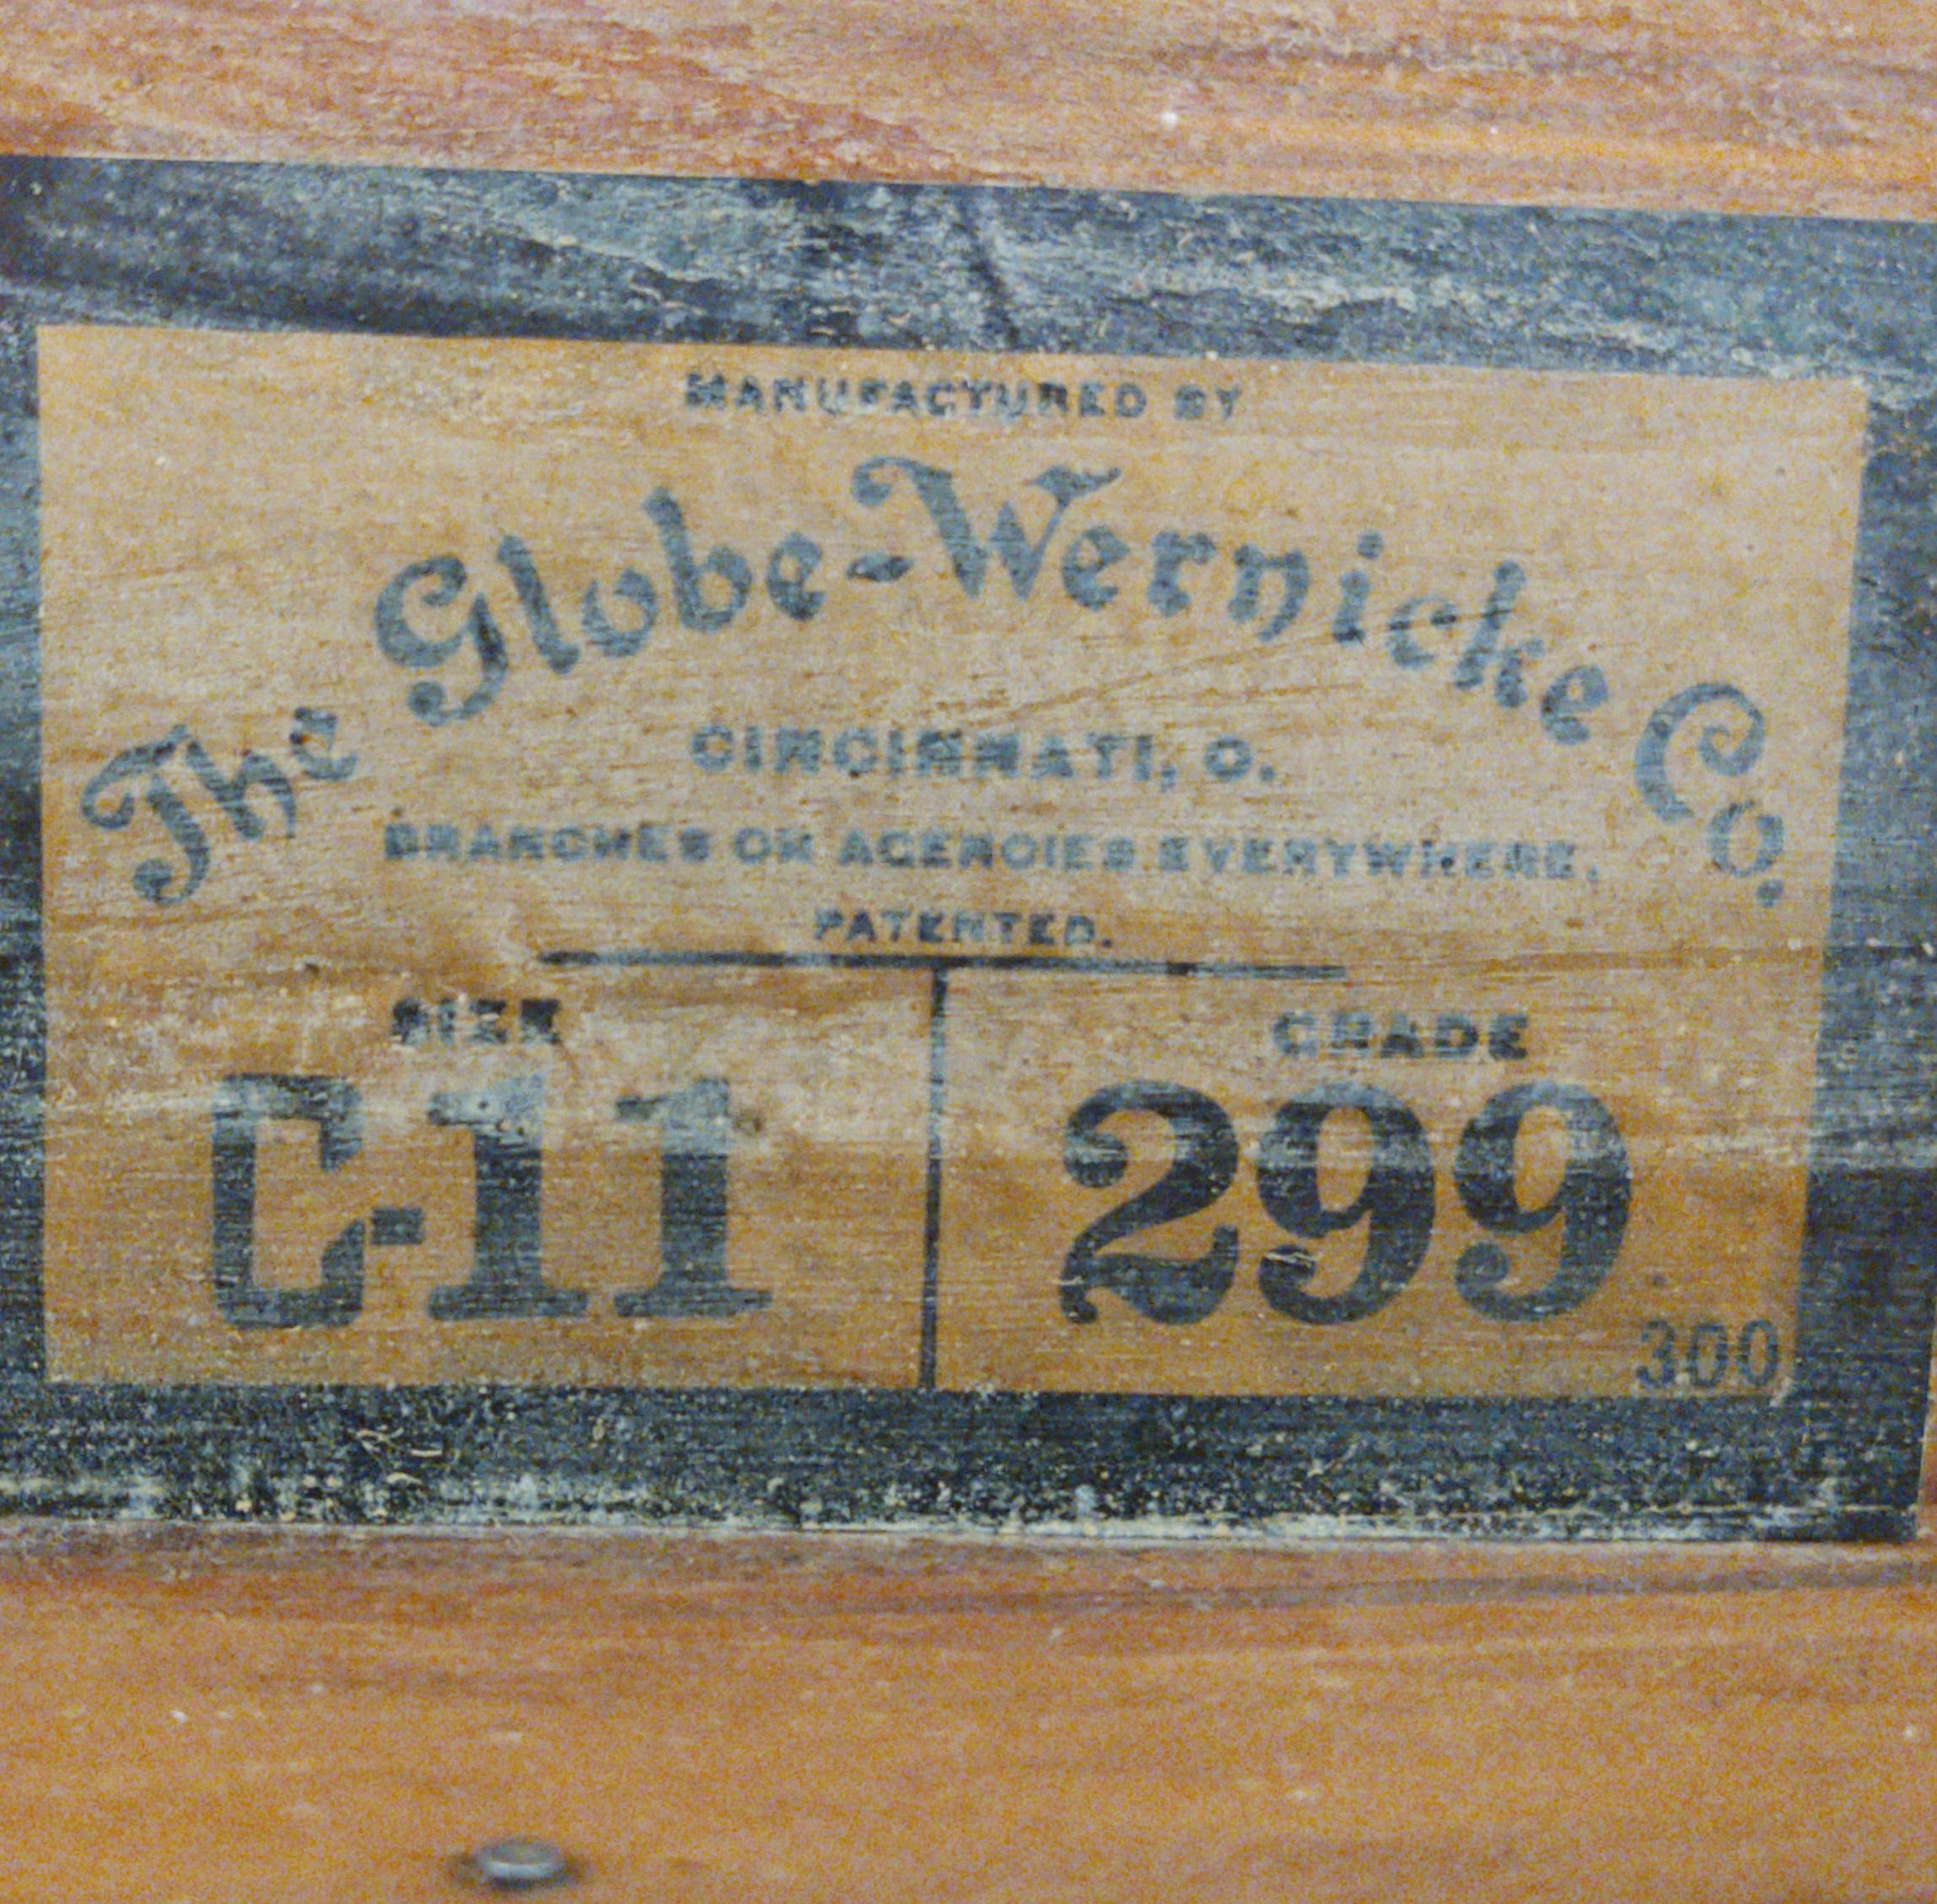 MANUFACTURED BY
The Globe-Wernicke Co.
CINCINNATI, O.
BRANCHES OR AGENCIES EVERYWHERE.
PATENTED.
SIZE
C-11
GRADE
299
300